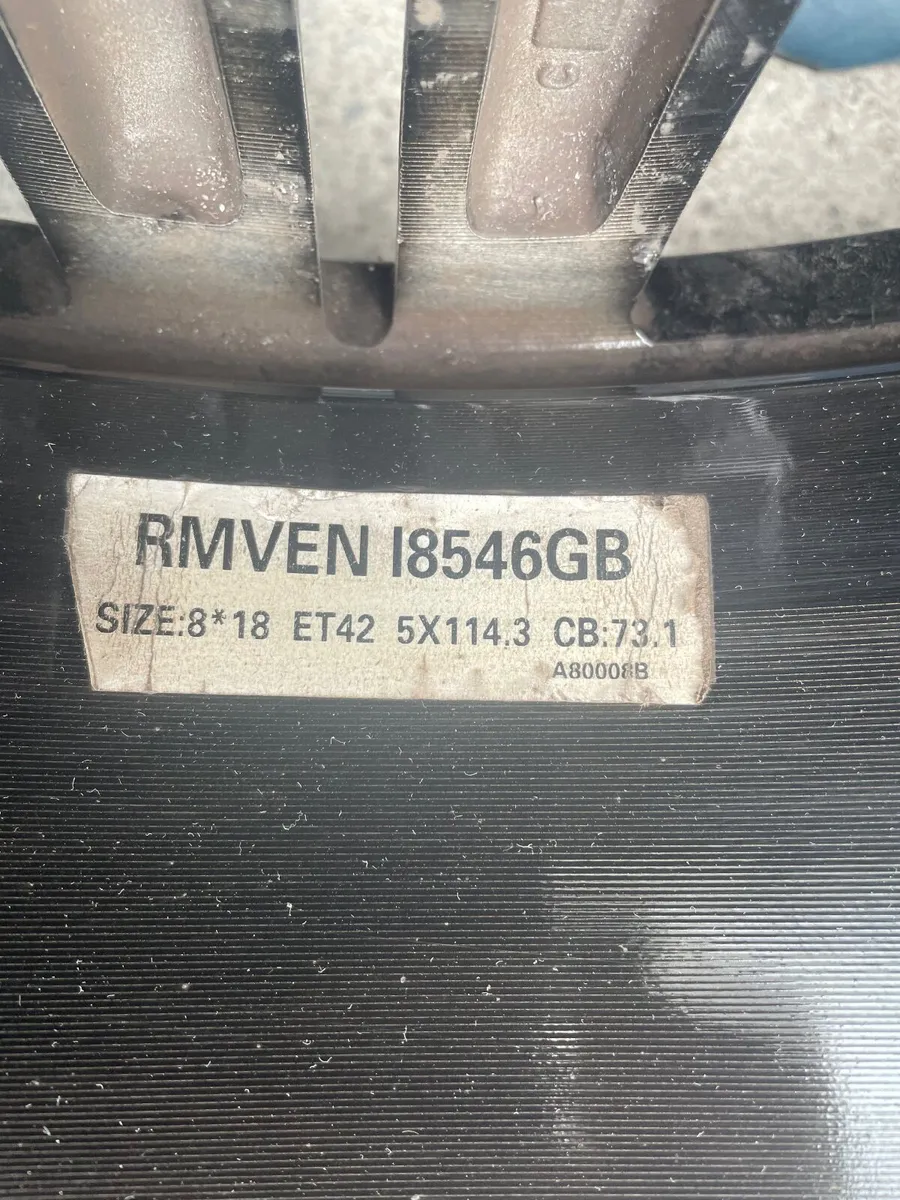 G
RMVEN I8546GB
SIZE:8*18 ET42 5X114.3 CB:73.1
A80008B